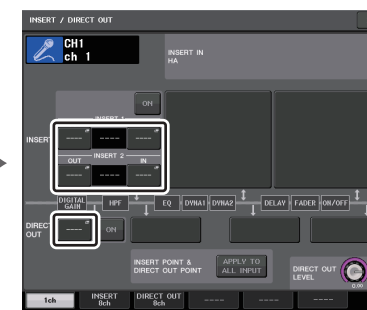 INSERT / DIRECT OUT
CH1
ch 1
INSERT IN
HA
ON
INSERT 1
INSERT
---- ---- ----
OUT INSERT 2 IN
---- ---- ----
DIGITAL GAIN HPF EQ DYNA1 DYNA2 DELAY FADER ON/OFF
DIRECT OUT
---- ON
INSERT POINT &
DIRECT OUT POINT
APPLY TO
ALL INPUT
DIRECT OUT
LEVEL
0.00
1ch
INSERT
8ch
DIRECT OUT
8ch
---- ---- ----